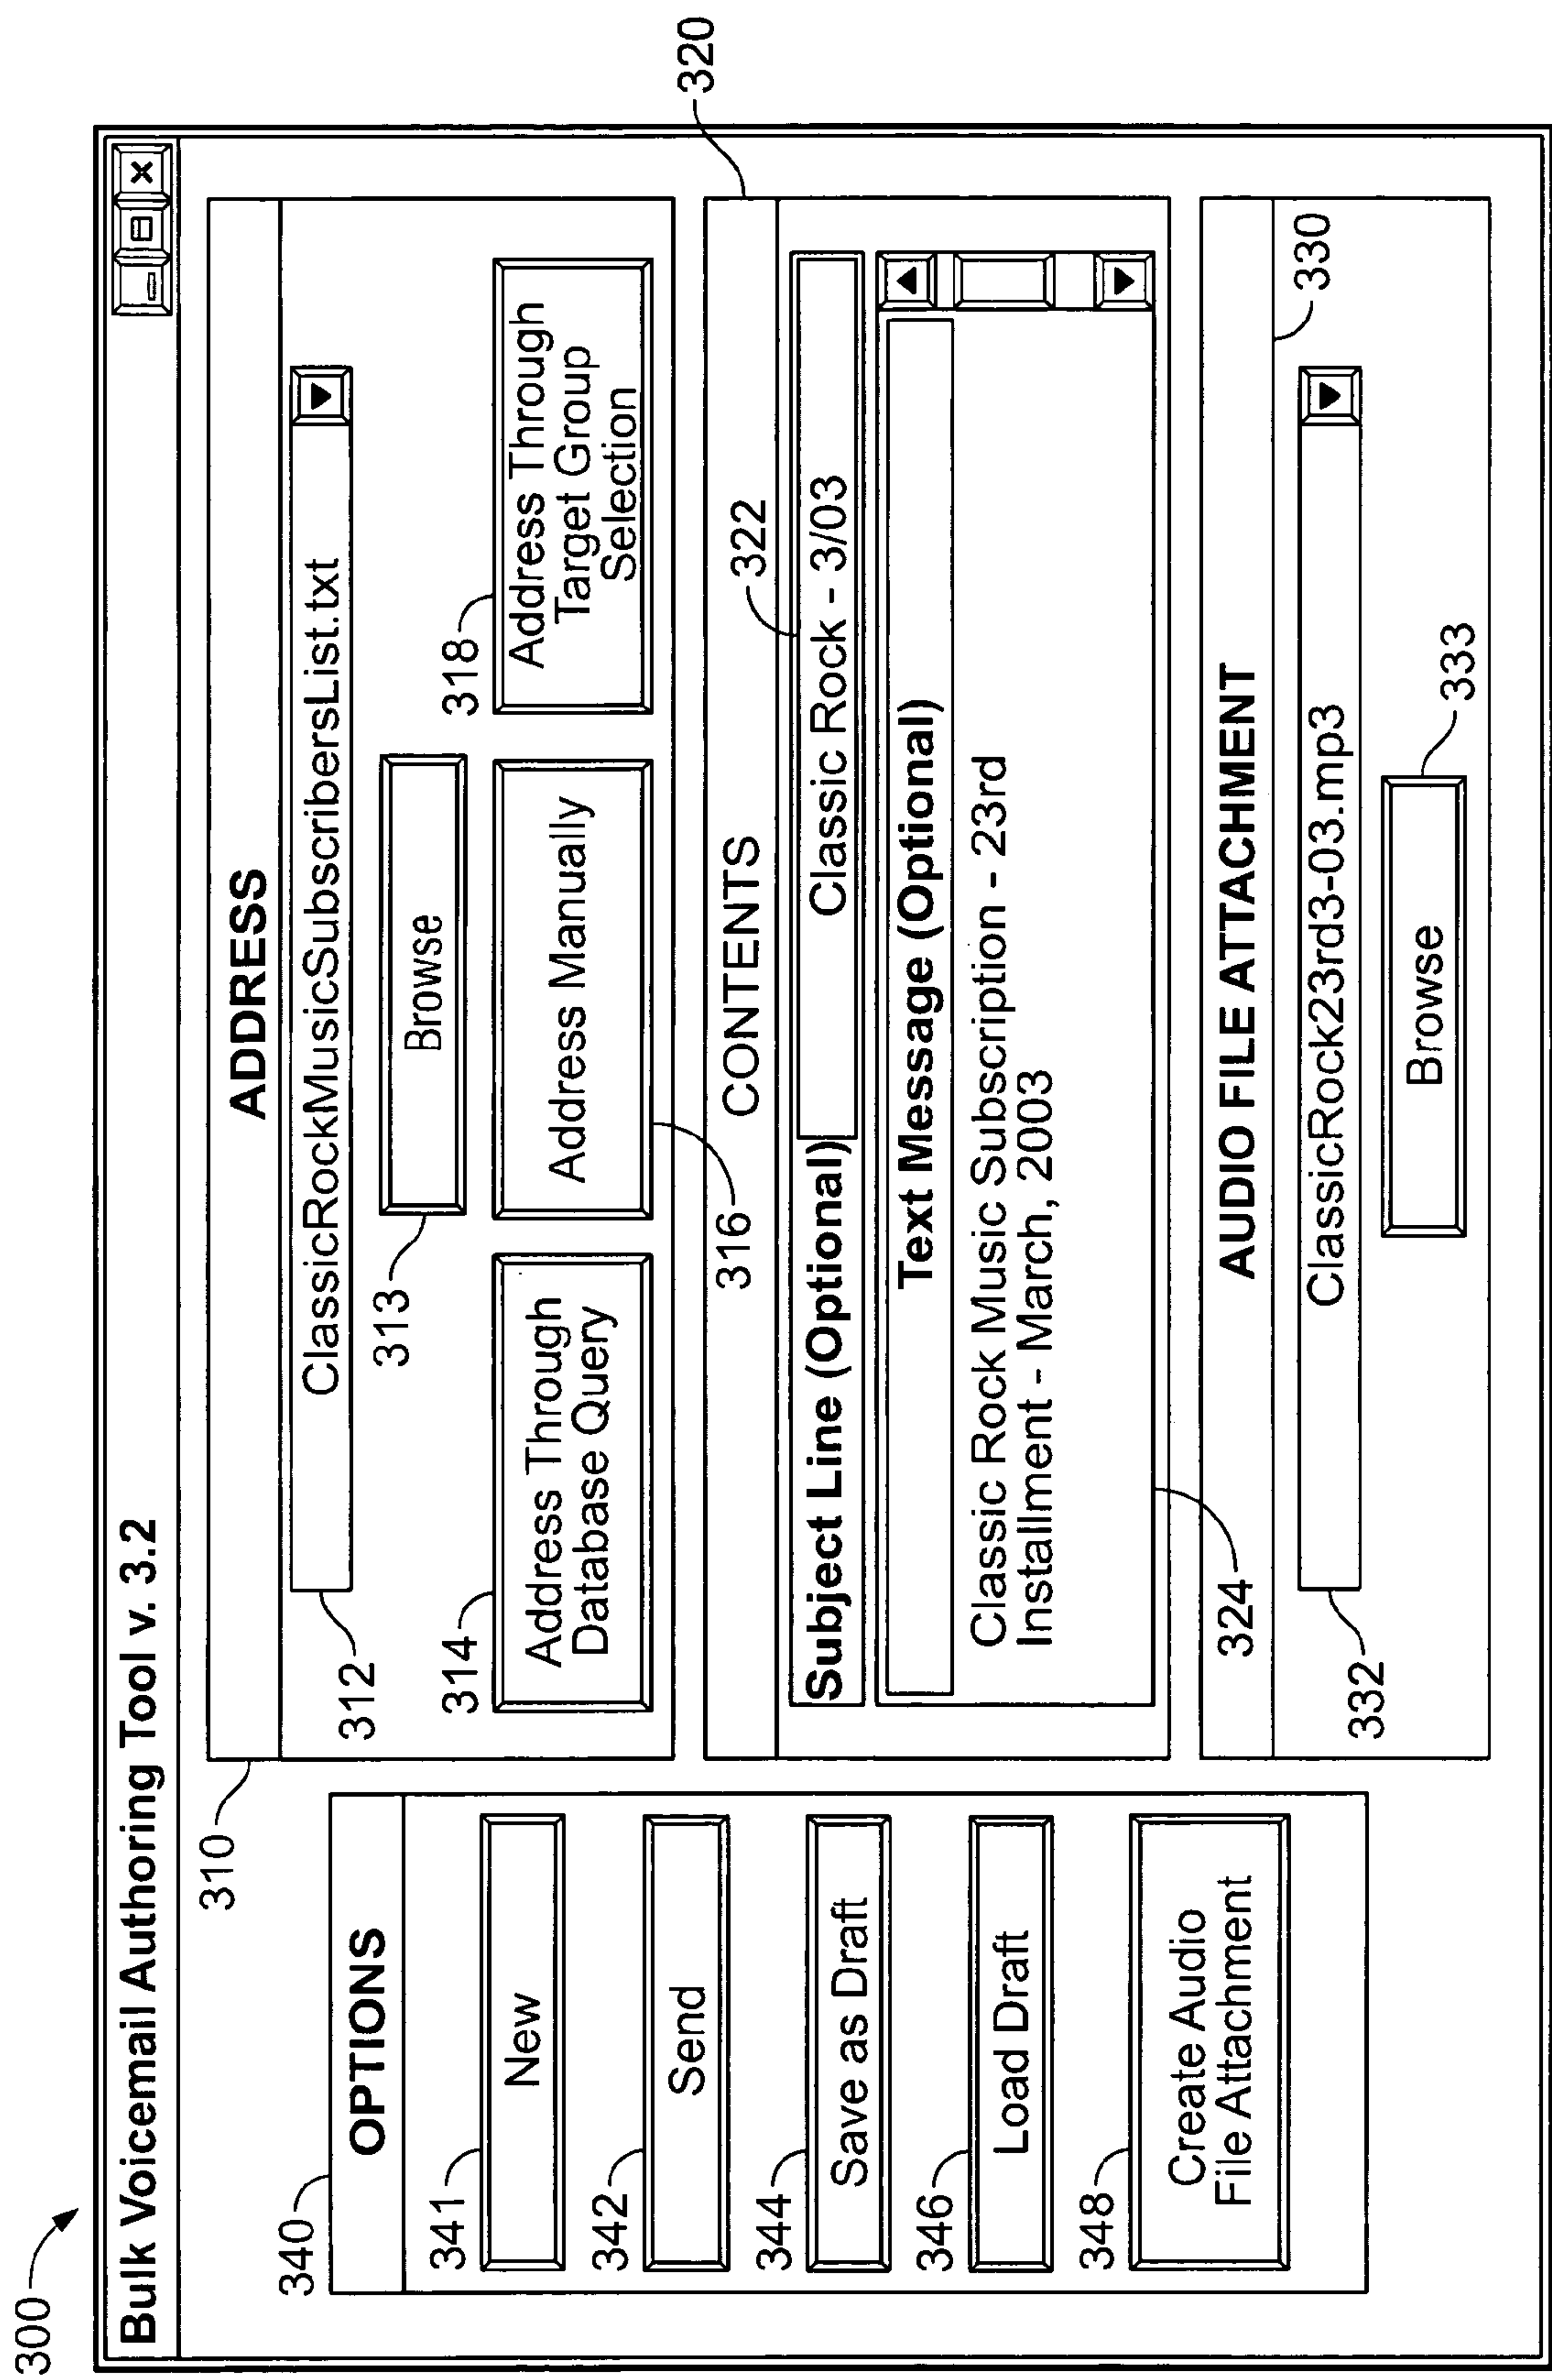 300
Bulk Voicemail Authoring Tool v. 3.2
340
OPTIONS
341
New
342
Send
344
Save as Draft
346
Load Draft
348
Create Audio
File Attachment
310
ADDRESS
312
ClassicRockMusicSubscribersList.txt
313
Browse
314
Address Through
Database Query
316
Address Manually
318
Address Through
Target Group
Selection
320
CONTENTS
322
Subject Line (Optional)
Classic Rock - 3/03
Text Message (Optional)
Classic Rock Music Subscription - 23rd
Installment - March, 2003
324
330
AUDIO FILE ATTACHMENT
332
ClassicRock23rd3-03.mp3
333
Browse